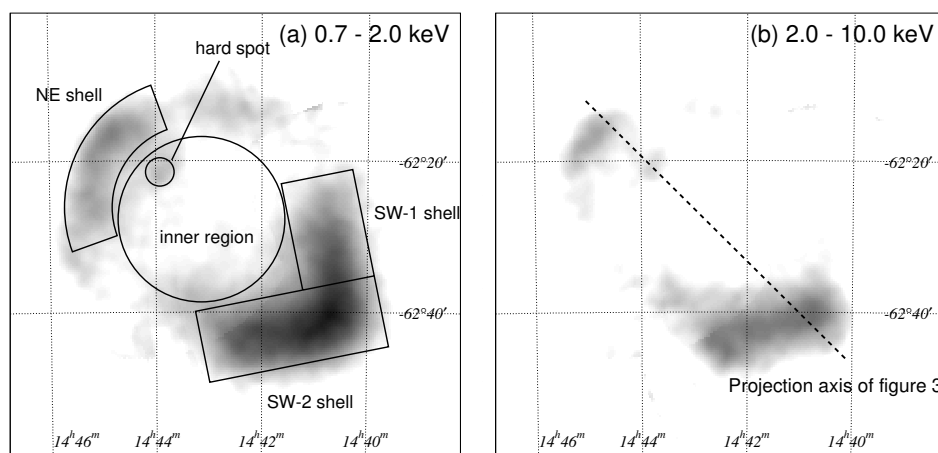 (a) 0.7 - 2.0 keV
hard spot
NE shell
SW-1 shell
inner region
SW-2 shell
-62°20′
-62°40′
14ʰ46ᵐ 14ʰ44ᵐ 14ʰ42ᵐ 14ʰ40ᵐ
(b) 2.0 - 10.0 keV
-62°20′
-62°40′
Projection axis of figure 3
14ʰ46ᵐ 14ʰ44ᵐ 14ʰ42ᵐ 14ʰ40ᵐ